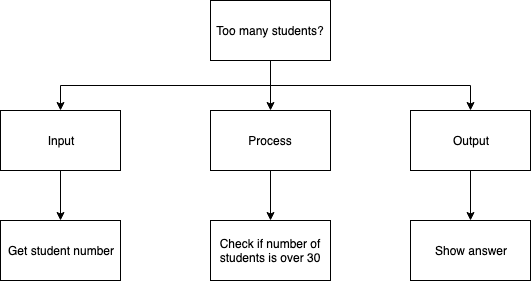 Too many students?
Input
Process
Output
Get student number
Check if number of
students is over 30
Show answer